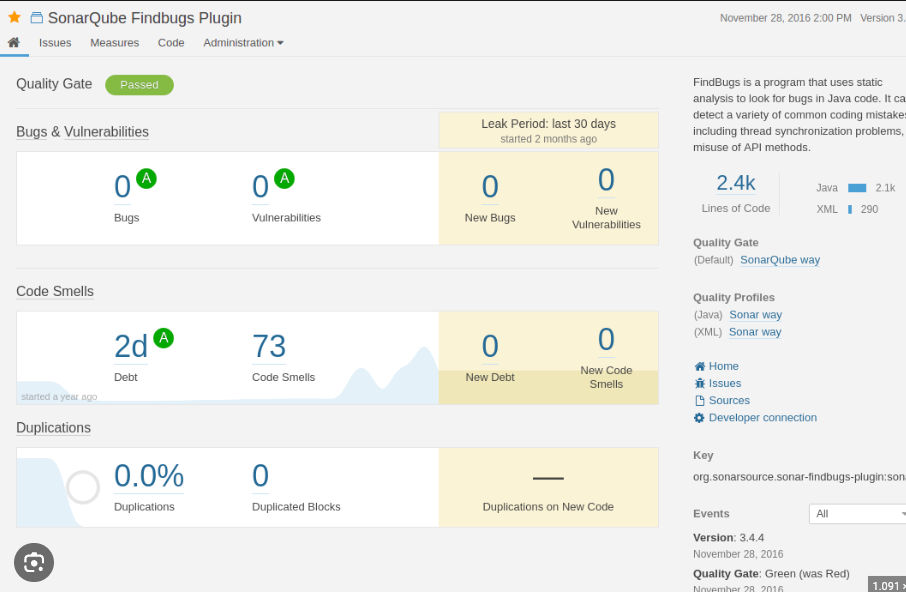 SonarQube Findbugs Plugin
November 28, 2016 2:00 PM Version 3.
Issues Measures Code Administration
Quality Gate Passed
Bugs & Vulnerabilities
Leak Period: last 30 days
started 2 months ago
0 A
Bugs
0 A
Vulnerabilities
0
New Bugs
0
New
Vulnerabilities
Code Smells
2d A
Debt
73
Code Smells
0
New Debt
0
New Code
Smells
started a year ago
Duplications
0.0%
Duplications
0
Duplicated Blocks
—
Duplications on New Code
FindBugs is a program that uses static
analysis to look for bugs in Java code. It ca
detect a variety of common coding mistakes
including thread synchronization problems,
misuse of API methods.
2.4k
Lines of Code
Java 2.1k
XML 290
Quality Gate
(Default) SonarQube way
Quality Profiles
(Java) Sonar way
(XML) Sonar way
Home
Issues
Sources
Developer connection
Key
org.sonarsource.sonar-findbugs-plugin:sona
Events All
Version: 3.4.4
November 28, 2016
Quality Gate: Green (was Red)
November 28, 2016
1.091 ×